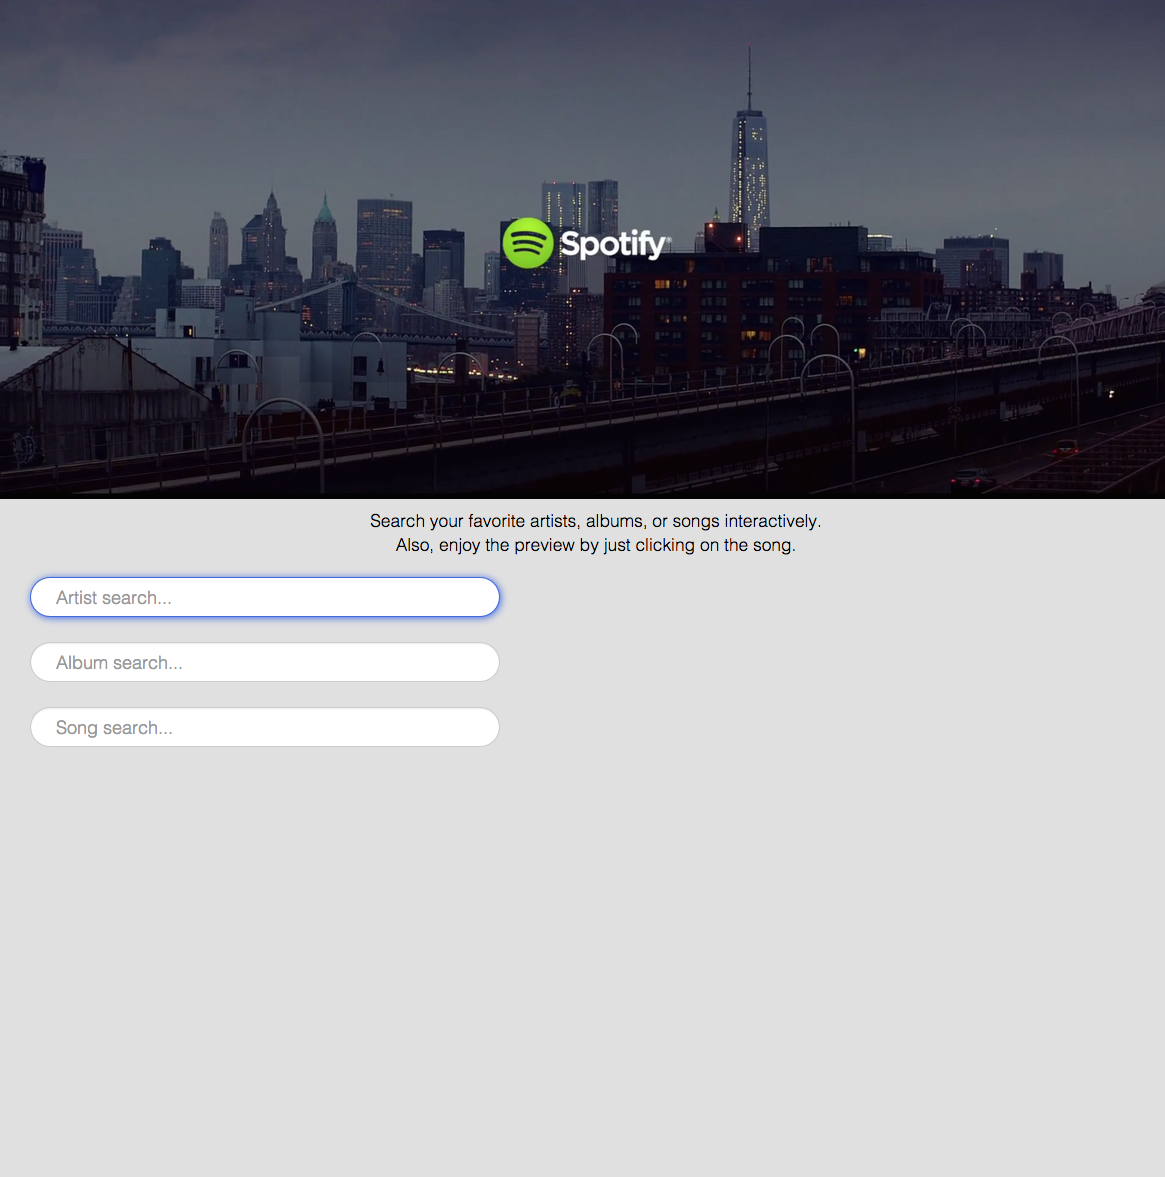 Spotify®
Search your favorite artists, albums, or songs interactively.
Also, enjoy the preview by just clicking on the song.
Artist search...
Album search...
Song search...